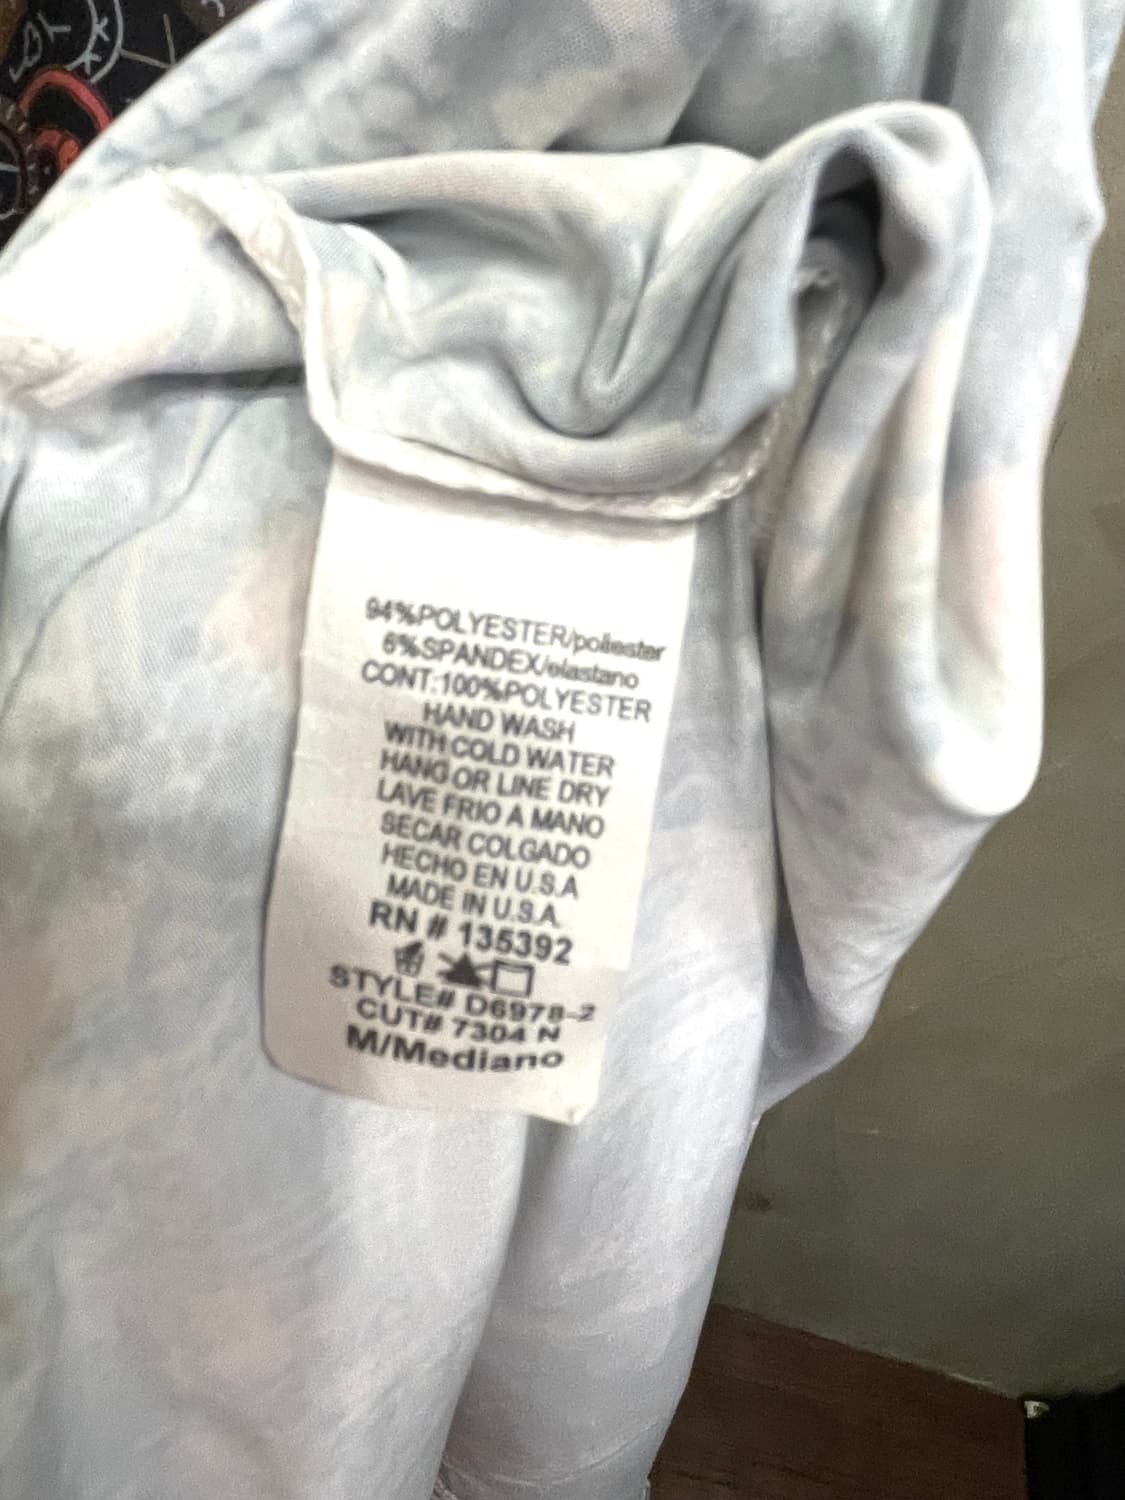 94%POLYESTER/poliester
6%SPANDEX/elastano
CONT:100%POLYESTER
HAND WASH
WITH COLD WATER
HANG OR LINE DRY
LAVE FRIO A MANO
SECAR COLGADO
HECHO EN U.S.A
MADE IN U.S.A.
RN # 135392
STYLE# D6978-2
CUT# 7304 N
M/Mediano